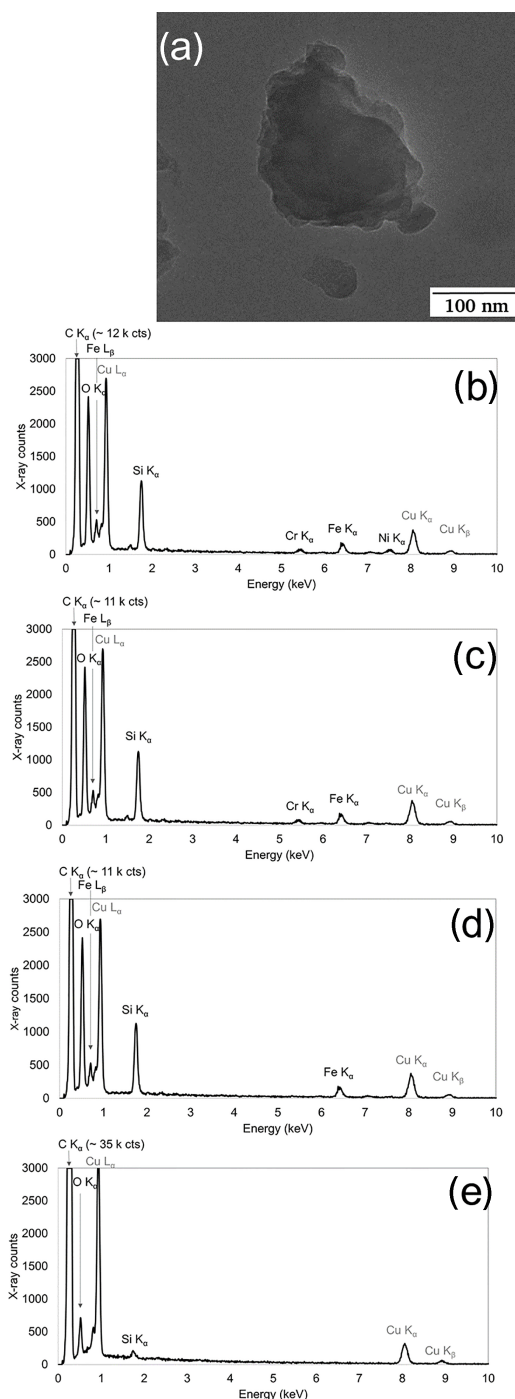 (a)
100 nm
C Kα (~ 12 k cts)
Fe Lβ
Cu Lα
O Kα
Si Kα
Cr Kα
Fe Kα
Ni Kα
Cu Kα
Cu Kβ
(b)
3000
2500
2000
1500
1000
500
0
X-ray counts
0 1 2 3 4 5 6 7 8 9 10
Energy (keV)
C Kα (~ 11 k cts)
Fe Lβ
Cu Lα
O Kα
Si Kα
Cr Kα
Fe Kα
Cu Kα
Cu Kβ
(c)
3000
2500
2000
1500
1000
500
0
X-ray counts
0 1 2 3 4 5 6 7 8 9 10
Energy (keV)
C Kα (~ 11 k cts)
Fe Lβ
Cu Lα
O Kα
Si Kα
Fe Kα
Cu Kα
Cu Kβ
(d)
3000
2500
2000
1500
1000
500
0
X-ray counts
0 1 2 3 4 5 6 7 8 9 10
Energy (keV)
C Kα (~ 35 k cts)
Cu Lα
O Kα
Si Kα
Cu Kα
Cu Kβ
(e)
3000
2500
2000
1500
1000
500
0
X-ray counts
0 1 2 3 4 5 6 7 8 9 10
Energy (keV)